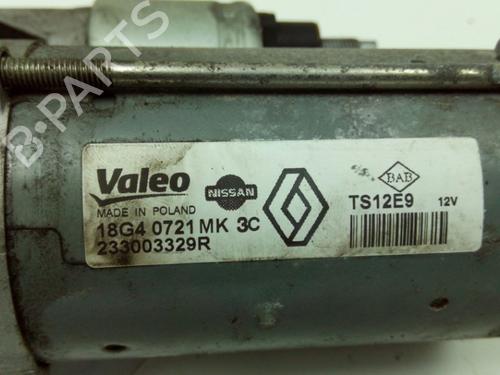 Valeo
MADE IN POLAND
NISSAN
BAB
TS12E9 12V
18G4 0721 MK 3C
233003329R
B-PARTS